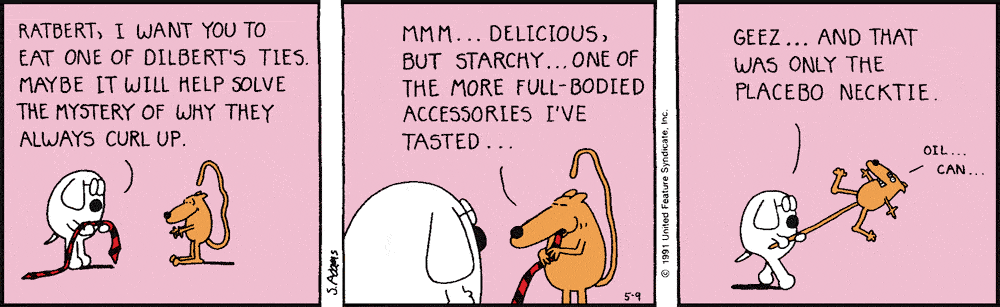 RATBERT, I WANT YOU TO
EAT ONE OF DILBERT'S TIES.
MAYBE IT WILL HELP SOLVE
THE MYSTERY OF WHY THEY
ALWAYS CURL UP.
S. Adams
MMM... DELICIOUS,
BUT STARCHY... ONE OF
THE MORE FULL-BODIED
ACCESSORIES I'VE
TASTED...
5-9
© 1991 United Feature Syndicate, Inc.
GEEZ... AND THAT
WAS ONLY THE
PLACEBO NECKTIE.
OIL...
CAN...